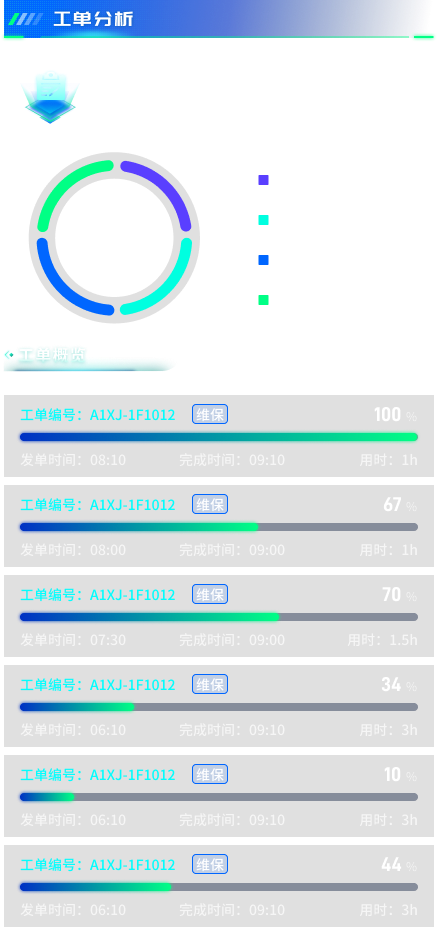 工单分析
工单概览
工单编号：A1XJ-1F1012 维保 100 %
发单时间：08:10 完成时间：09:10 用时：1h
工单编号：A1XJ-1F1012 维保 67 %
发单时间：08:00 完成时间：09:00 用时：1h
工单编号：A1XJ-1F1012 维保 70 %
发单时间：07:30 完成时间：09:00 用时：1.5h
工单编号：A1XJ-1F1012 维保 34 %
发单时间：06:10 完成时间：09:10 用时：3h
工单编号：A1XJ-1F1012 维保 10 %
发单时间：06:10 完成时间：09:10 用时：3h
工单编号：A1XJ-1F1012 维保 44 %
发单时间：06:10 完成时间：09:10 用时：3h